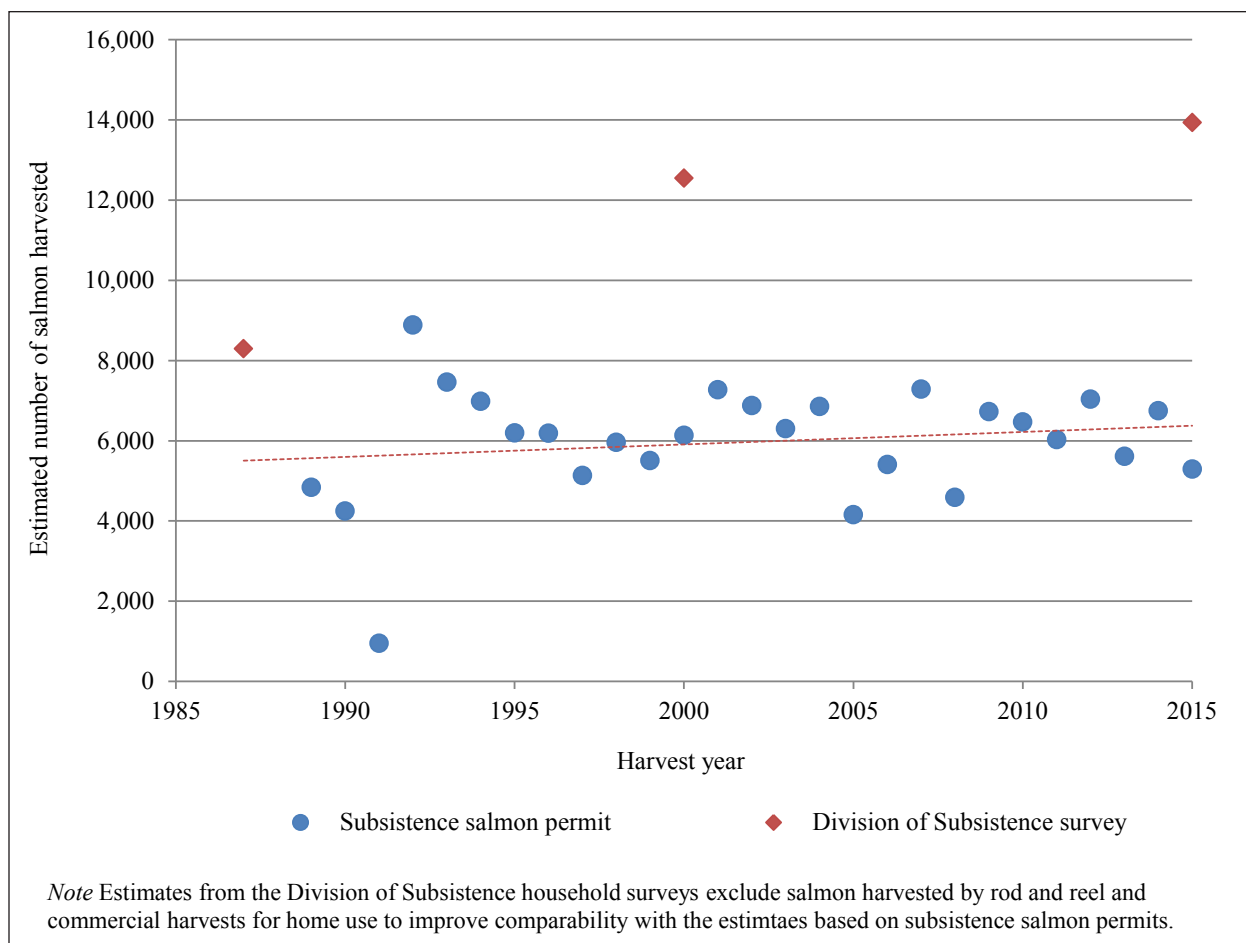 16,000
14,000
12,000
10,000
8,000
6,000
4,000
2,000
0
Estimated number of salmon harvested
1985 1990 1995 2000 2005 2010 2015
Harvest year
Subsistence salmon permit Division of Subsistence survey
Note Estimates from the Division of Subsistence household surveys exclude salmon harvested by rod and reel and
commercial harvests for home use to improve comparability with the estimtaes based on subsistence salmon permits.